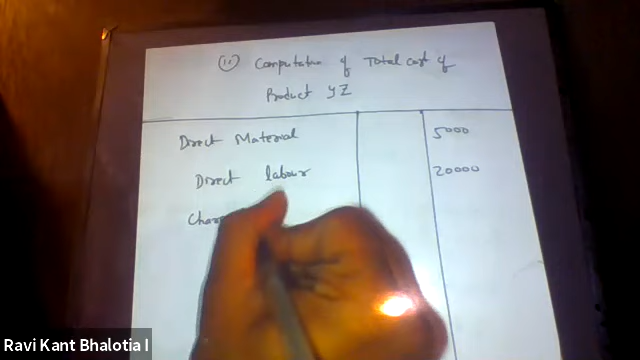 (ii) Computation of Total cost of
Product YZ
Direct Material 5000
Direct labour 20000
Ravi Kant Bhalotia I